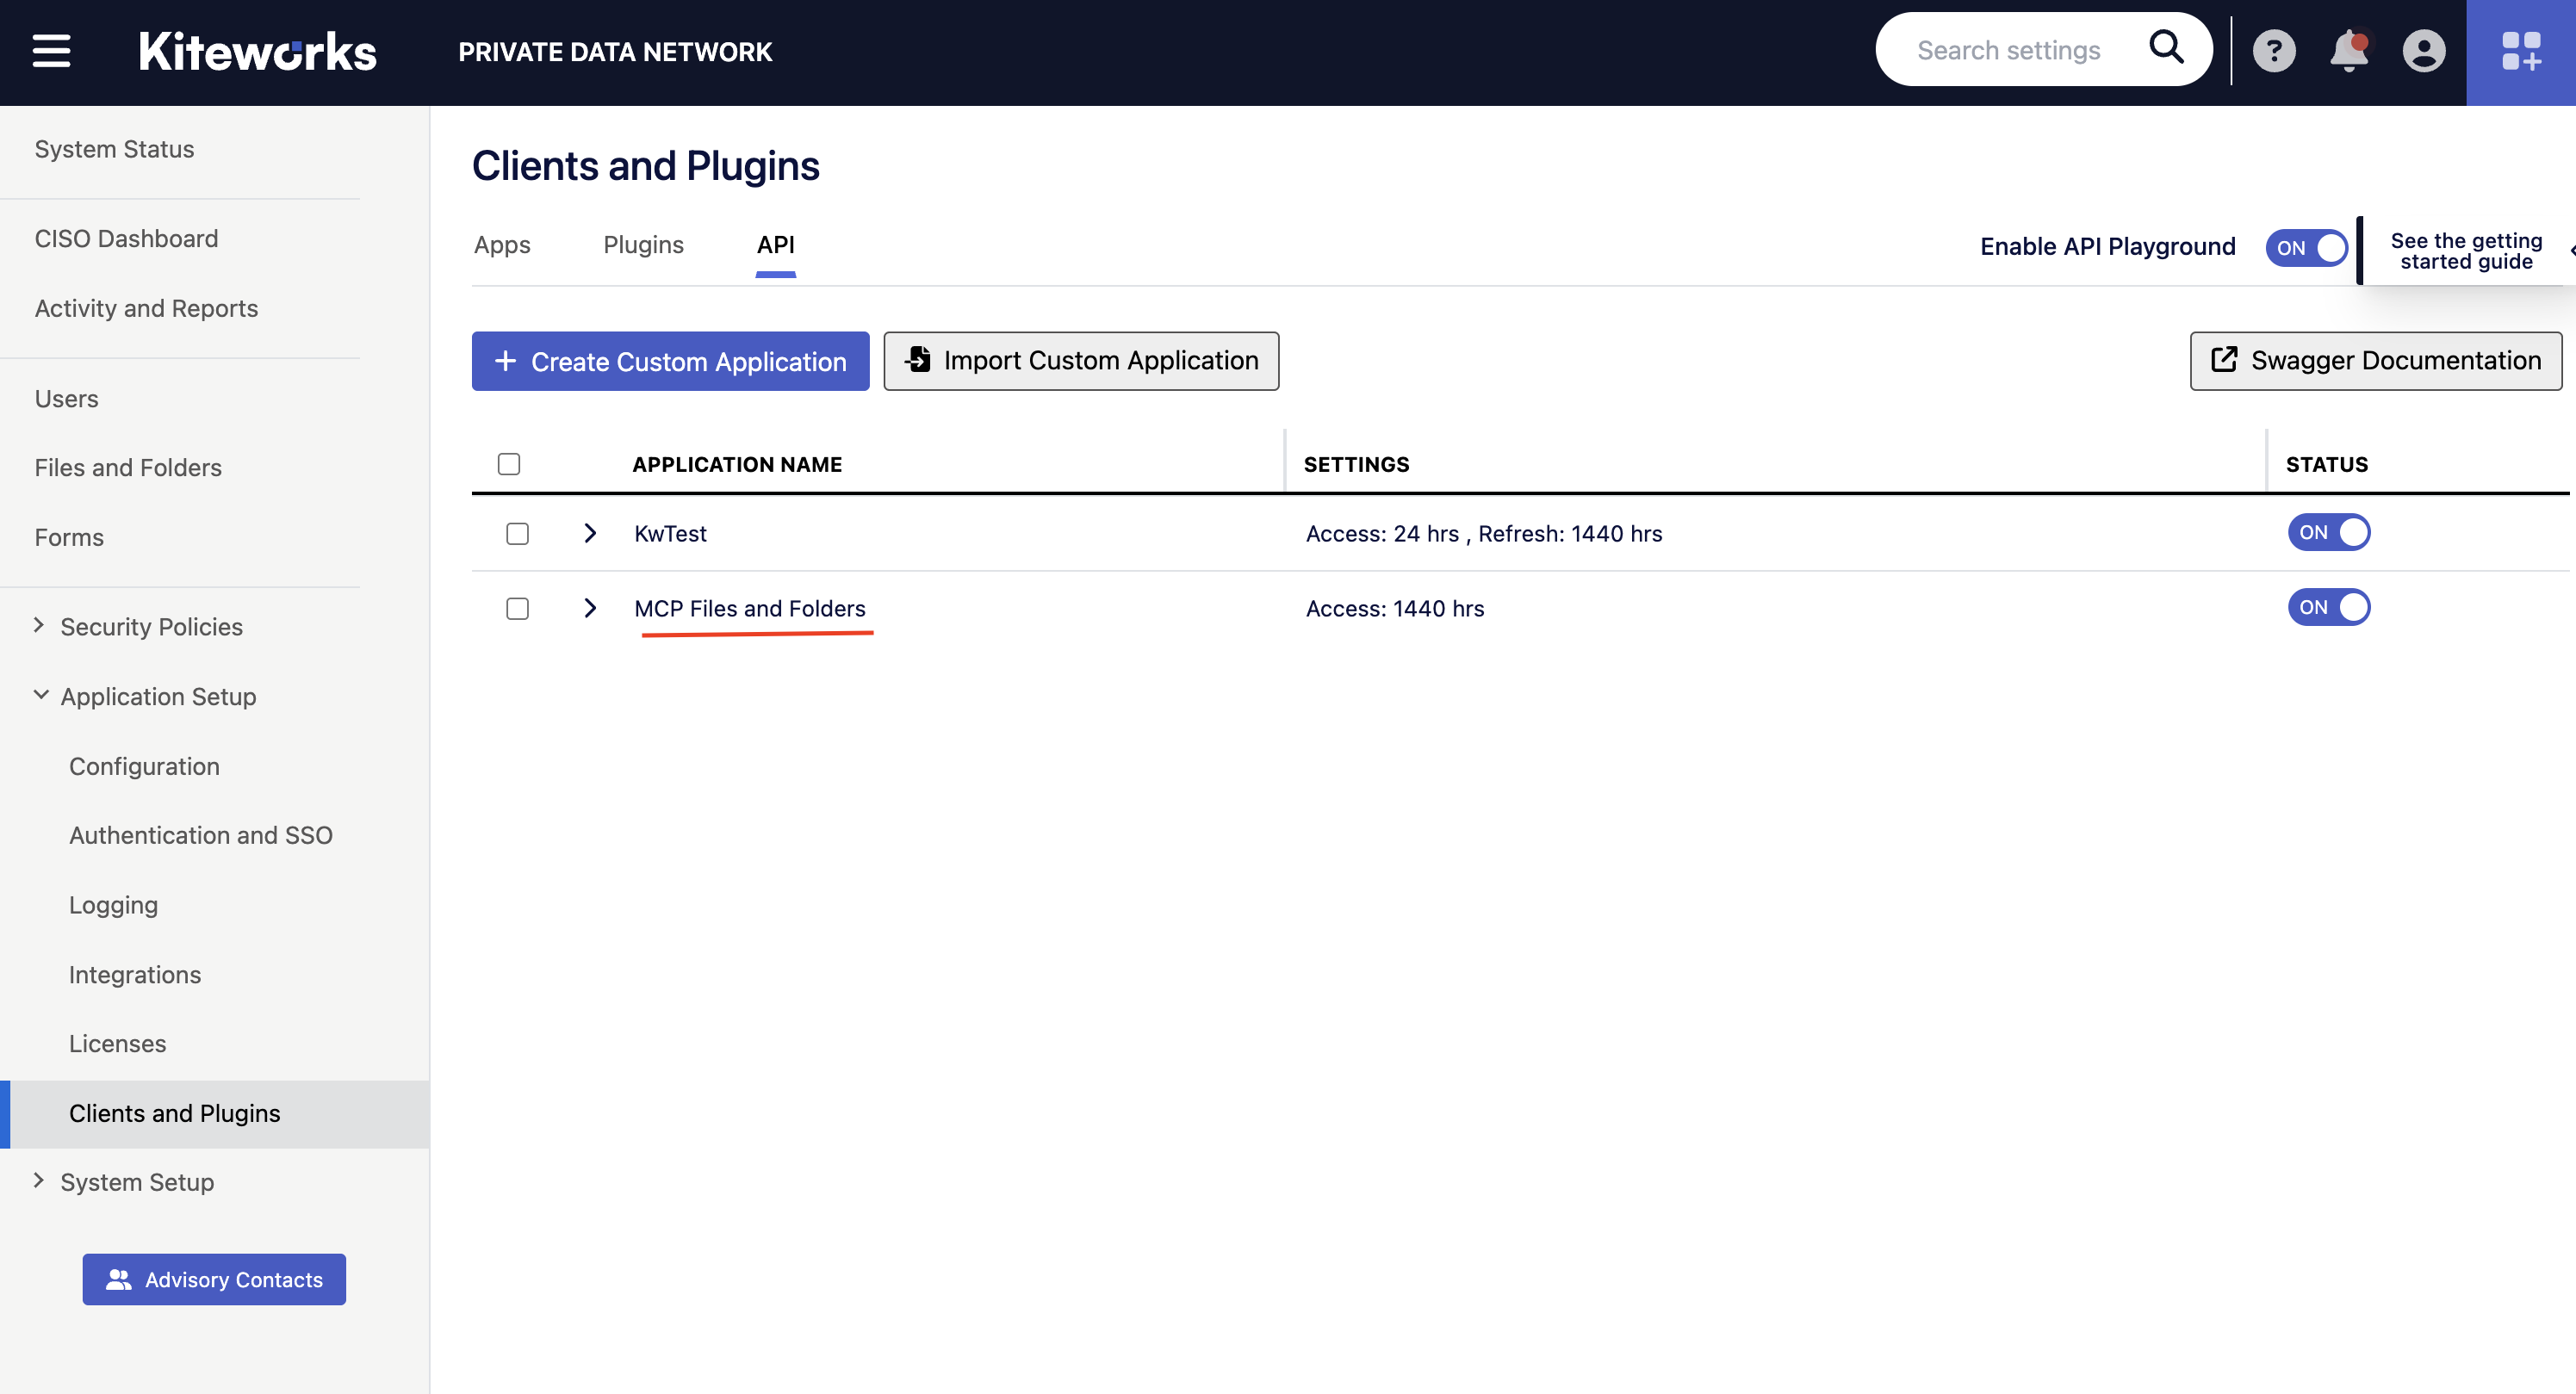 Kiteworks
PRIVATE DATA NETWORK
Search settings
?
System Status
CISO Dashboard
Activity and Reports
Users
Files and Folders
Forms
Security Policies
Application Setup
Configuration
Authentication and SSO
Logging
Integrations
Licenses
Clients and Plugins
System Setup
Advisory Contacts
Clients and Plugins
Apps Plugins API
Enable API Playground ON
See the getting
started guide
+ Create Custom Application
Import Custom Application
Swagger Documentation
APPLICATION NAME SETTINGS STATUS
KwTest Access: 24 hrs , Refresh: 1440 hrs ON
MCP Files and Folders Access: 1440 hrs ON